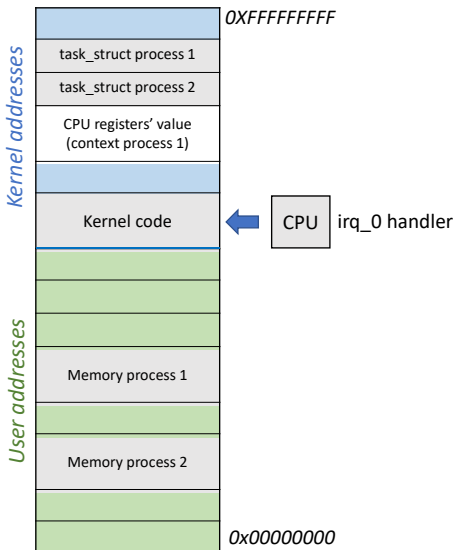 0XFFFFFFFFF
task_struct process 1
task_struct process 2
CPU registers' value
(context process 1)
Kernel addresses
Kernel code
CPU
irq_0 handler
User addresses
Memory process 1
Memory process 2
0x00000000